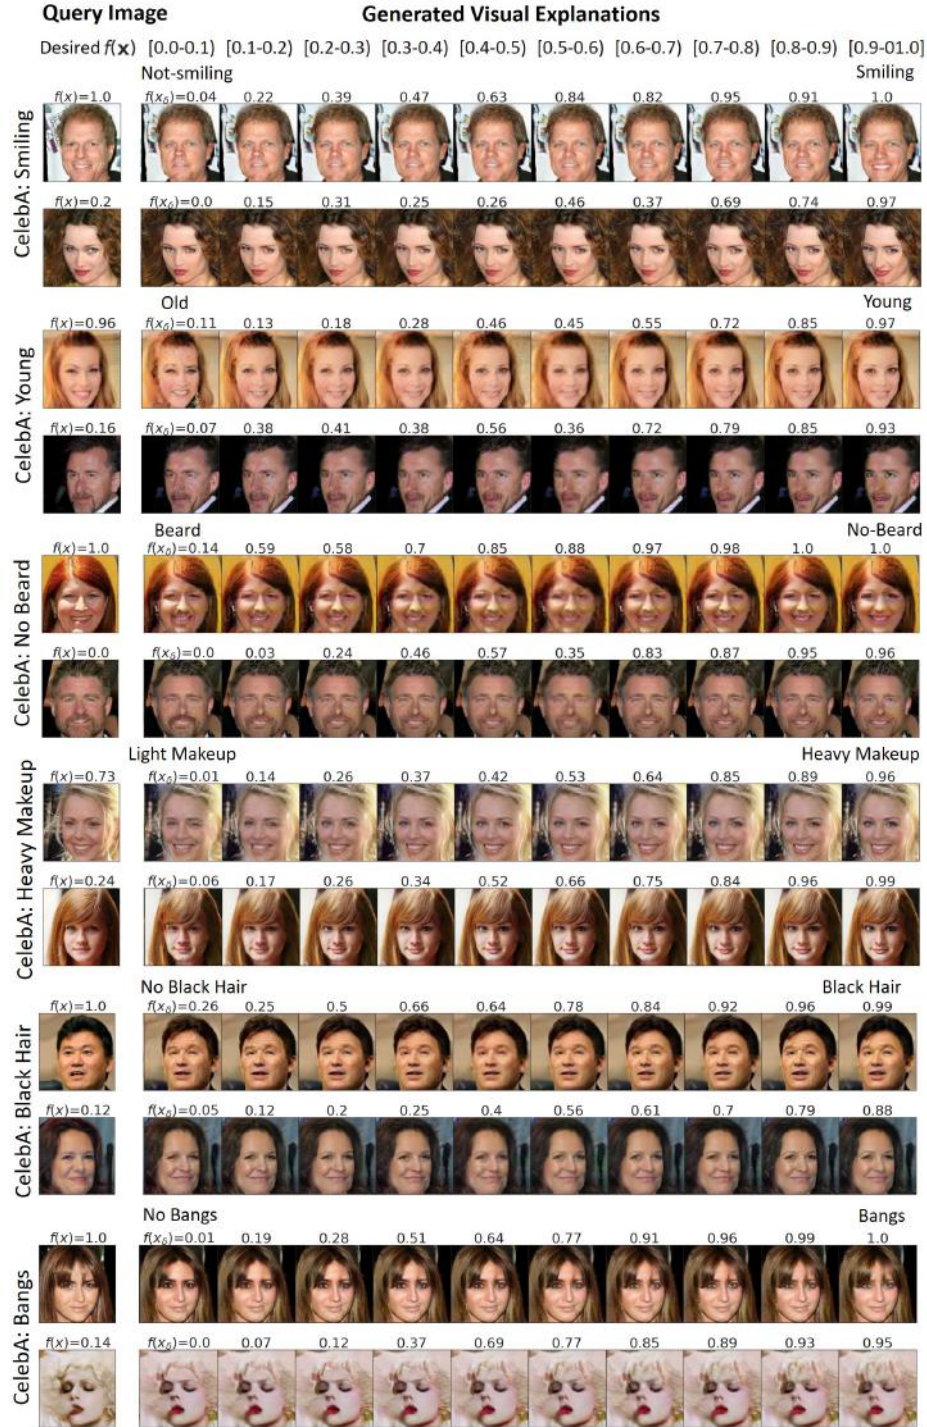 Query Image Generated Visual Explanations
Desired f(x) [0.0-0.1) [0.1-0.2) [0.2-0.3) [0.3-0.4) [0.4-0.5) [0.5-0.6) [0.6-0.7) [0.7-0.8) [0.8-0.9) [0.9-01.0]
CelebA: Smiling
Not-smiling Smiling
f(x)=1.0 f(xδ)=0.04 0.22 0.39 0.47 0.63 0.84 0.82 0.95 0.91 1.0
f(x)=0.2 f(xδ)=0.0 0.15 0.31 0.25 0.26 0.46 0.37 0.69 0.74 0.97
CelebA: Young
Old Young
f(x)=0.96 f(xδ)=0.11 0.13 0.18 0.28 0.46 0.45 0.55 0.72 0.85 0.97
f(x)=0.16 f(xδ)=0.07 0.38 0.41 0.38 0.56 0.36 0.72 0.79 0.85 0.93
CelebA: No Beard
Beard No-Beard
f(x)=1.0 f(xδ)=0.14 0.59 0.58 0.7 0.85 0.88 0.97 0.98 1.0 1.0
f(x)=0.0 f(xδ)=0.0 0.03 0.24 0.46 0.57 0.35 0.83 0.87 0.95 0.96
CelebA: Heavy Makeup
Light Makeup Heavy Makeup
f(x)=0.73 f(xδ)=0.01 0.14 0.26 0.37 0.42 0.53 0.64 0.85 0.89 0.96
f(x)=0.24 f(xδ)=0.06 0.17 0.26 0.34 0.52 0.66 0.75 0.84 0.96 0.99
CelebA: Black Hair
No Black Hair Black Hair
f(x)=1.0 f(xδ)=0.26 0.25 0.5 0.66 0.64 0.78 0.84 0.92 0.96 0.99
f(x)=0.12 f(xδ)=0.05 0.12 0.2 0.25 0.4 0.56 0.61 0.7 0.79 0.88
CelebA: Bangs
No Bangs Bangs
f(x)=1.0 f(xδ)=0.01 0.19 0.28 0.51 0.64 0.77 0.91 0.96 0.99 1.0
f(x)=0.14 f(xδ)=0.0 0.07 0.12 0.37 0.69 0.77 0.85 0.89 0.93 0.95